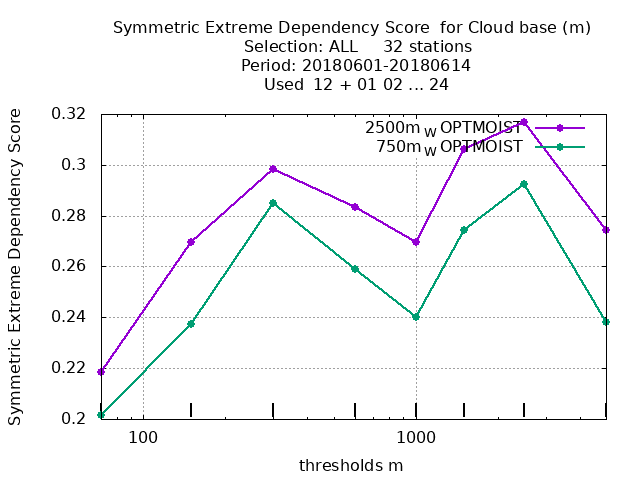 Symmetric Extreme Dependency Score for Cloud base (m)
Selection: ALL 32 stations
Period: 20180601-20180614
Used 12 + 01 02 ... 24
Symmetric Extreme Dependency Score
0.32
0.3
0.28
0.26
0.24
0.22
0.2
2500m W OPTMOIST
750m W OPTMOIST
100
1000
thresholds m